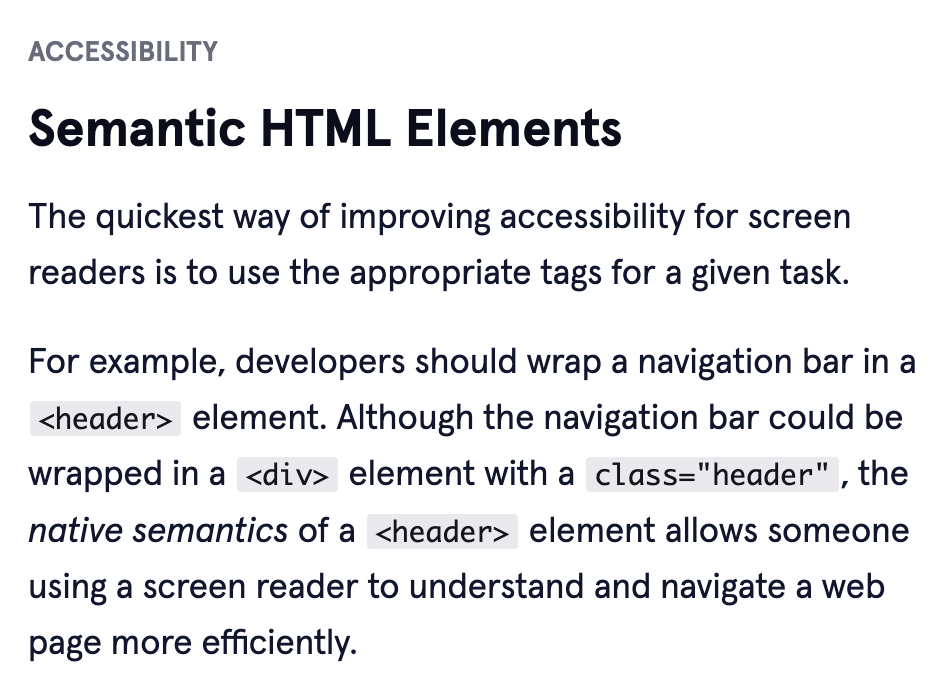 ACCESSIBILITY
Semantic HTML Elements
The quickest way of improving accessibility for screen
readers is to use the appropriate tags for a given task.
For example, developers should wrap a navigation bar in a
<header> element. Although the navigation bar could be
wrapped in a <div> element with a class="header", the
native semantics of a <header> element allows someone
using a screen reader to understand and navigate a web
page more efficiently.